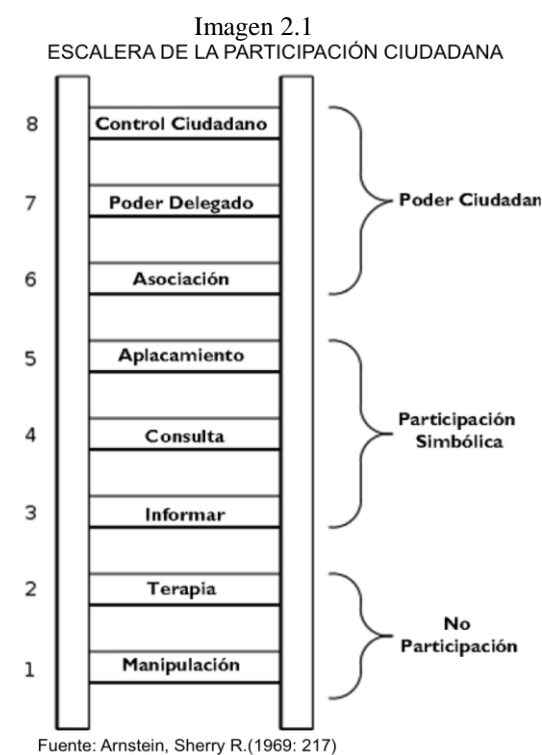 Imagen 2.1
ESCALERA DE LA PARTICIPACIÓN CIUDADANA
8 Control Ciudadano
7 Poder Delegado
Poder Ciudadan
6 Asociación
5 Aplacamiento
4 Consulta
Participación
Simbólica
3 Informar
2 Terapia
No
Participación
1 Manipulación
Fuente: Arnstein, Sherry R.(1969: 217)